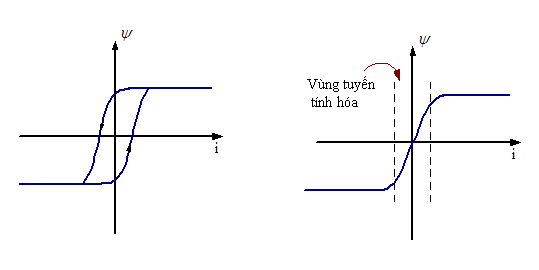 ψ
i
ψ
Vùng tuyến
tính hóa
i